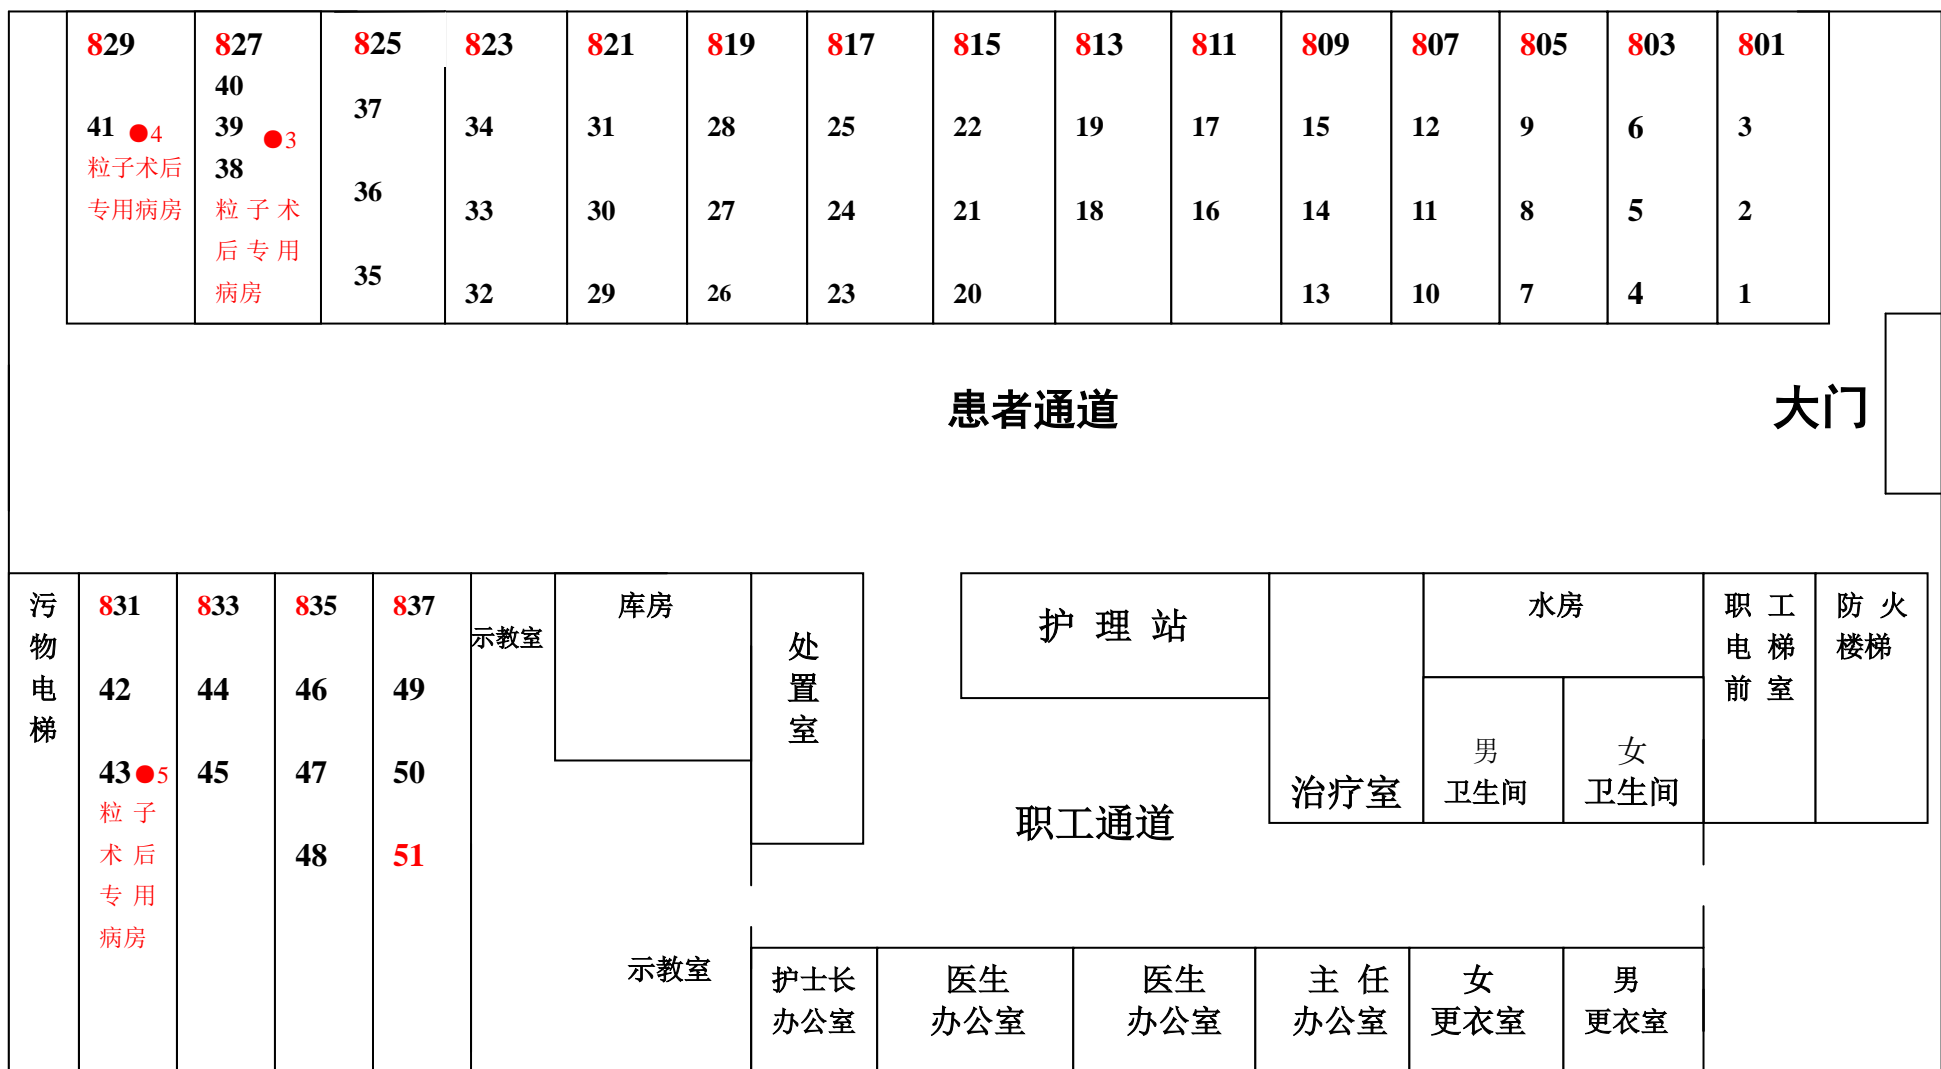 829 827 825 823 821 819 817 815 813 811 809 807 805 803 801
40
37
41 ●4 39 ●3 34 31 28 25 22 19 17 15 12 9 6 3
粒子术后 38
专用病房 粒子术 36 33 30 27 24 21 18 16 14 11 8 5 2
后专用
病房 35 32 29 26 23 20 13 10 7 4 1
患者通道 大门
污 831 833 835 837 示教室 库房 护理站 水房 职工 防火
物 处 电梯 楼梯
电 42 44 46 49 置 前室
梯 室
男 女
43●5 45 47 50 治疗室 卫生间 卫生间
粒子 职工通道
术后 48 51
专用
病房
示教室 护士长 医生 医生 主任 女 男
办公室 办公室 办公室 办公室 更衣室 更衣室